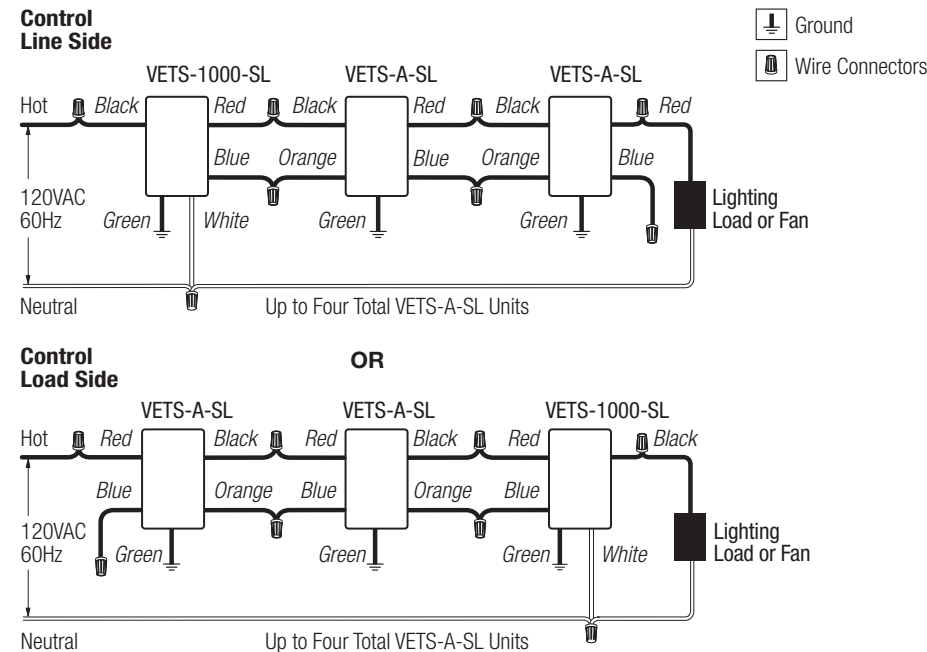 Control
Line Side
Ground
Wire Connectors
VETS-1000-SL VETS-A-SL VETS-A-SL
Hot Black Red Black Red Black Red
Blue Orange Blue Orange Blue
120VAC
60Hz
Green White Green Green
Lighting
Load or Fan
Neutral Up to Four Total VETS-A-SL Units
Control
Load Side
OR
VETS-A-SL VETS-A-SL VETS-1000-SL
Hot Red Black Red Black Red Black
Blue Orange Blue Orange Blue
120VAC
60Hz
Green Green Green White
Lighting
Load or Fan
Neutral Up to Four Total VETS-A-SL Units